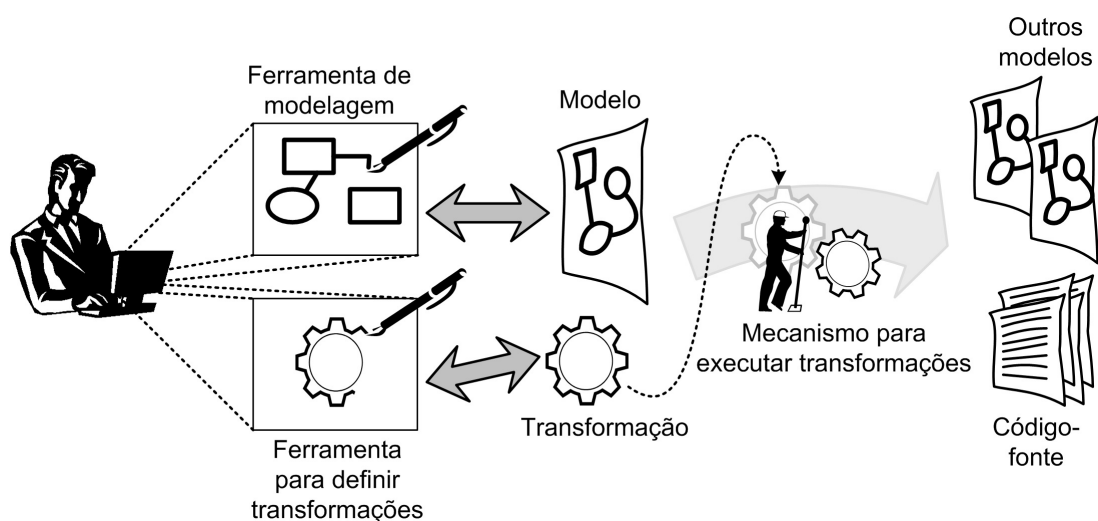 Ferramenta de
modelagem
Modelo
Outros
modelos
Mecanismo para
executar transformações
Transformação
Ferramenta
para definir
transformações
Código-
fonte